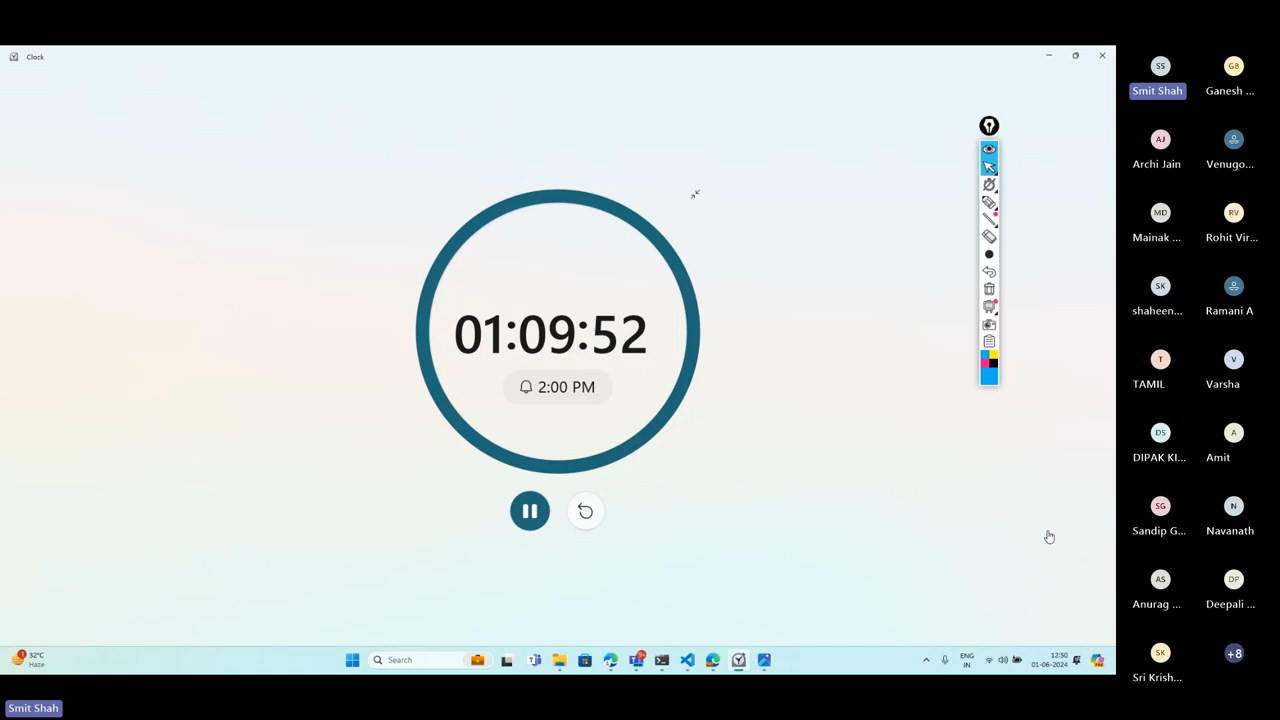 Clock
01:09:52
2:00 PM
SS
Smit Shah
GB
Ganesh ...
AJ
Archi Jain
Venugo...
MD
Mainak ...
RV
Rohit Vir...
SK
shaheen...
Ramani A
T
TAMIL
V
Varsha
DS
DIPAK KI...
A
Amit
SG
Sandip G...
N
Navanath
AS
Anurag ...
DP
Deepali ...
SK
Sri Krish...
+8
1
32°C
Haze
Search
9+
ENG
IN
12:50
01-06-2024
Smit Shah